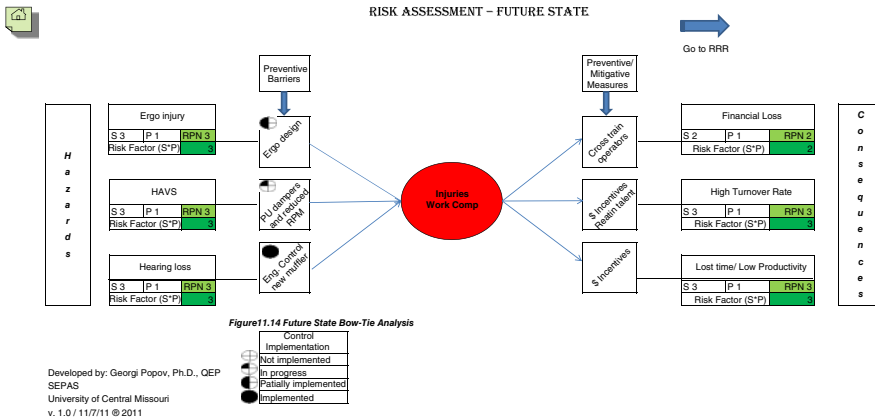 RISK ASSESSMENT – FUTURE STATE
Go to RRR
Preventive
Barriers
Preventive/
Mitigative
Measures
Hazards
Ergo injury
S 3 P 1 RPN 3
Risk Factor (S*P) 3
Ergo design
HAVS
S 3 P 1 RPN 3
Risk Factor (S*P) 3
PU dampers
and reduced
RPM
Hearing loss
S 3 P 1 RPN 3
Risk Factor (S*P) 3
Eng. Control
new muffler
Injuries
Work Comp
Cross train
operators
Financial Loss
S 2 P 1 RPN 2
Risk Factor (S*P) 2
$ Incentives
Reatin talent
High Turnover Rate
S 3 P 1 RPN 3
Risk Factor (S*P) 3
$ Incentives
Lost time/ Low Productivity
S 3 P 1 RPN 3
Risk Factor (S*P) 3
Consequences
Figure11.14 Future State Bow-Tie Analysis
Control
Implementation
Not implemented
In progress
Patially implemented
Implemented
Developed by: Georgi Popov, Ph.D., QEP
SEPAS
University of Central Missouri
v. 1.0 / 11/7/11 ® 2011